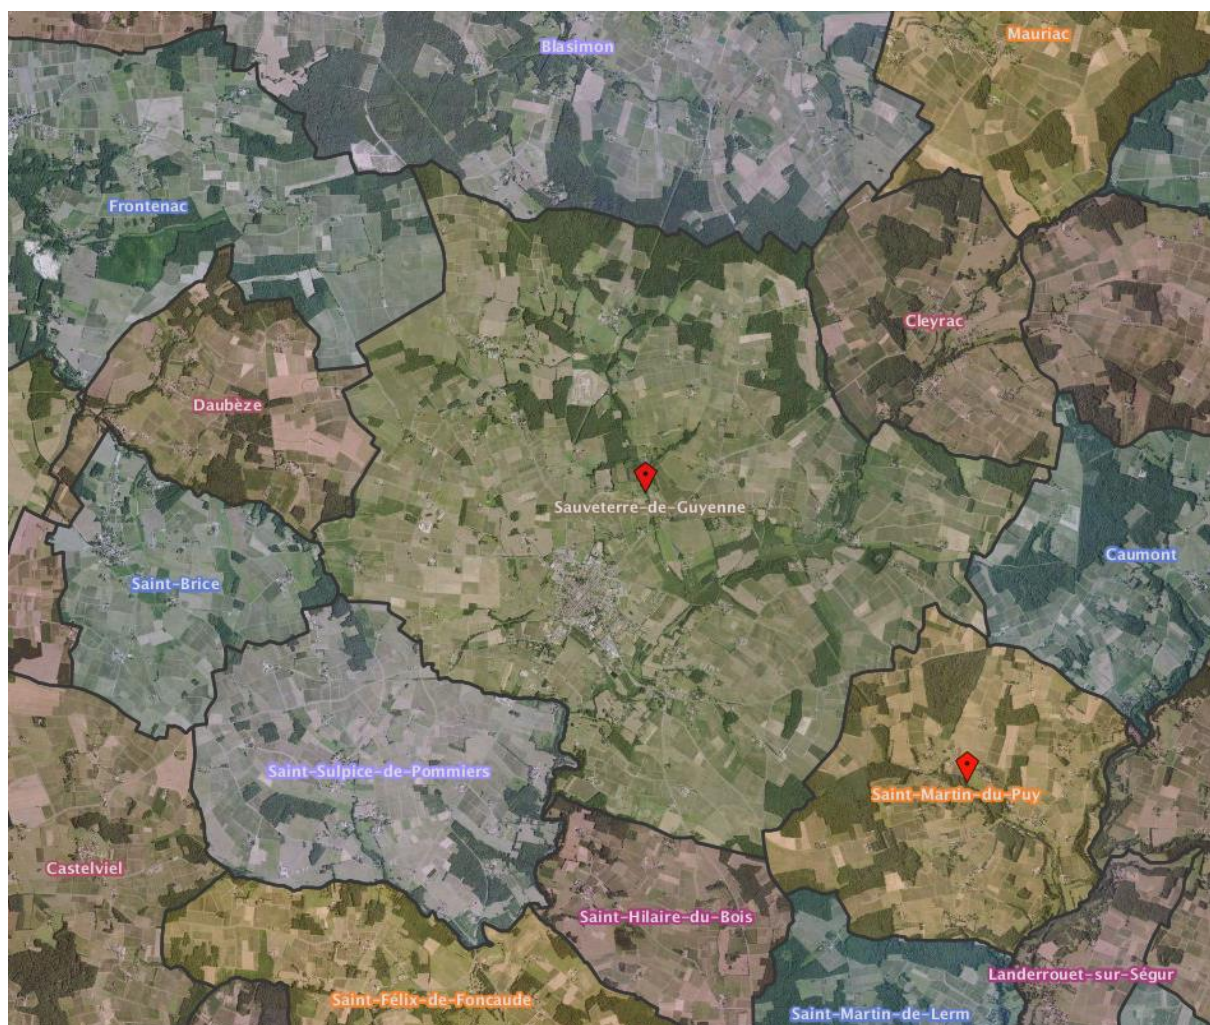 Mauriac
Blasimon
Frontenac
Cleyrac
Daubèze
Sauveterre-de-Guyenne
Caumont
Saint-Brice
Saint-Sulpice-de-Pommiers
Saint-Martin-du-Puy
Castelviel
Saint-Hilaire-du-Bois
Landerrouet-sur-Ségur
Saint-Félix-de-Foncaude
Saint-Martin-de-Lerm